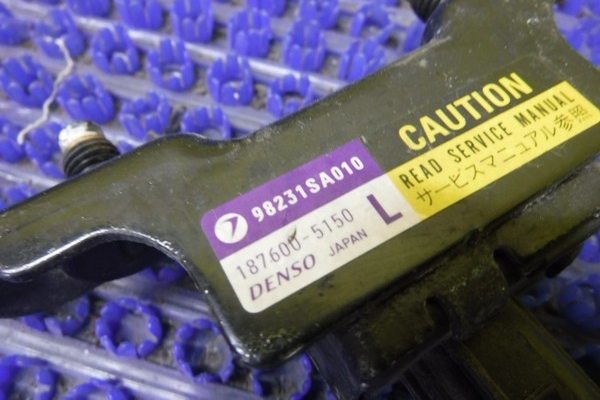 98231SA010
187600-5150
DENSO JAPAN
L
CAUTION
READ SERVICE MANUAL
サービスマニュアル参照